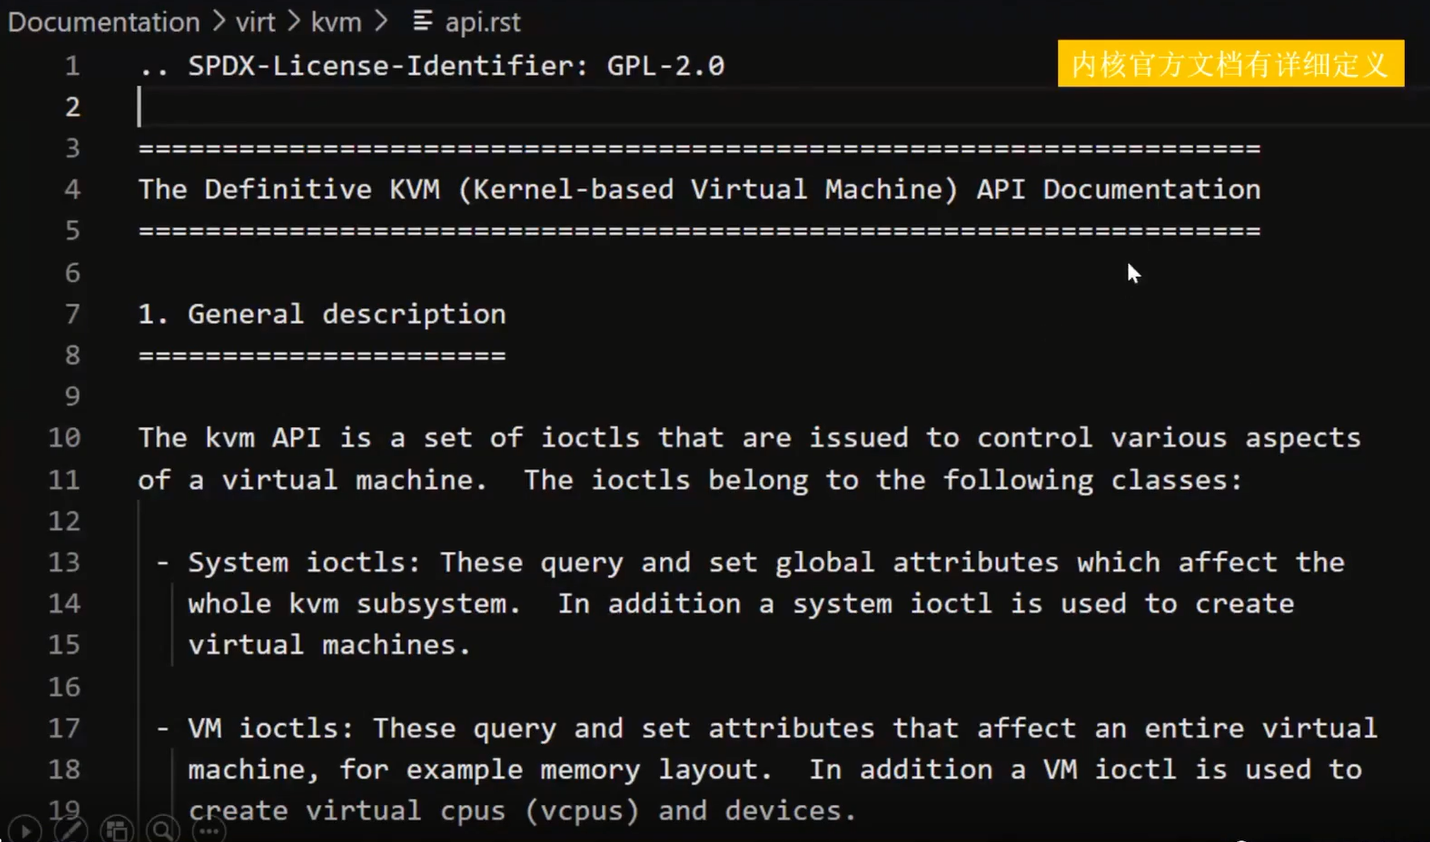 Documentation > virt > kvm > api.rst
1 .. SPDX-License-Identifier: GPL-2.0
内核官方文档有详细定义
2
3 ===================================================================
4 The Definitive KVM (Kernel-based Virtual Machine) API Documentation
5 ===================================================================
6
7 1. General description
8 ======================
9
10 The kvm API is a set of ioctls that are issued to control various aspects
11 of a virtual machine.  The ioctls belong to the following classes:
12
13 - System ioctls: These query and set global attributes which affect the
14 whole kvm subsystem.  In addition a system ioctl is used to create
15 virtual machines.
16
17 - VM ioctls: These query and set attributes that affect an entire virtual
18 machine, for example memory layout.  In addition a VM ioctl is used to
19 create virtual cpus (vcpus) and devices.